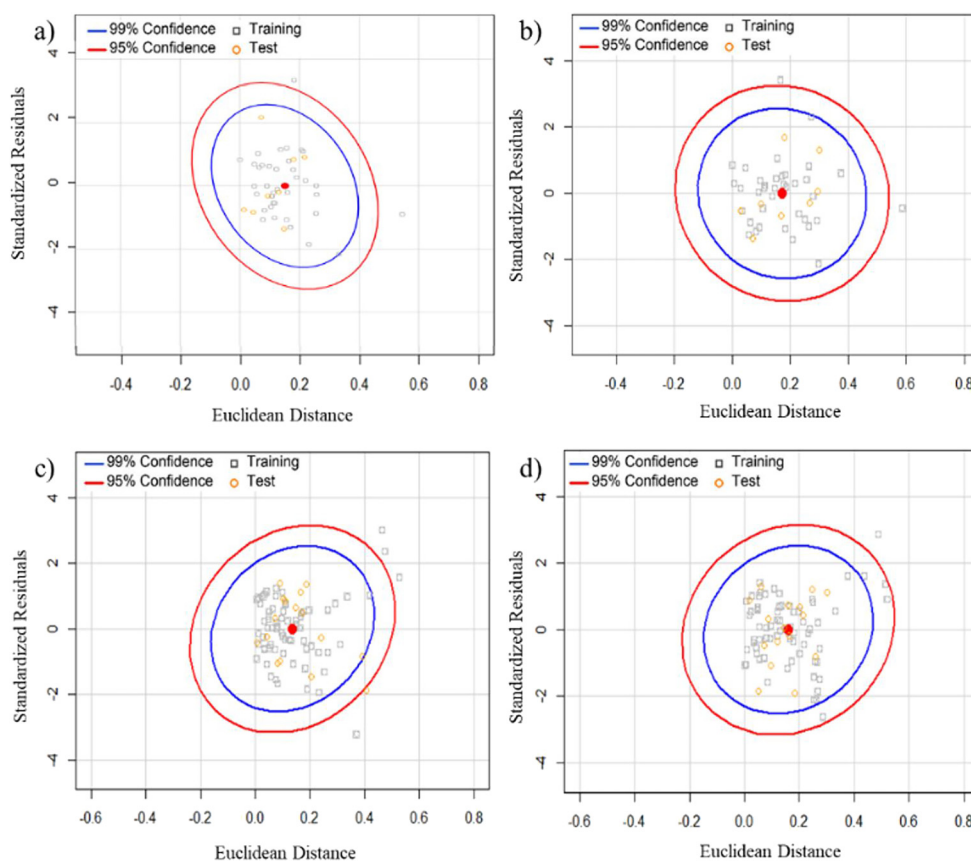 a)
99% Confidence Training
95% Confidence Test
4
2
0
-2
-4
Standardized Residuals
-0.4 -0.2 0.0 0.2 0.4 0.6 0.8
Euclidean Distance
b)
99% Confidence Training
95% Confidence Test
4
2
0
-2
-4
Standardized Residuals
-0.4 -0.2 0.0 0.2 0.4 0.6 0.8
Euclidean Distance
c)
99% Confidence Training
95% Confidence Test
4
2
0
-2
-4
Standardized Residuals
-0.6 -0.4 -0.2 0.0 0.2 0.4 0.6 0.8
Euclidean Distance
d)
99% Confidence Training
95% Confidence Test
4
2
0
-2
-4
Standardized Residuals
-0.6 -0.4 -0.2 0.0 0.2 0.4 0.6 0.8
Euclidean Distance